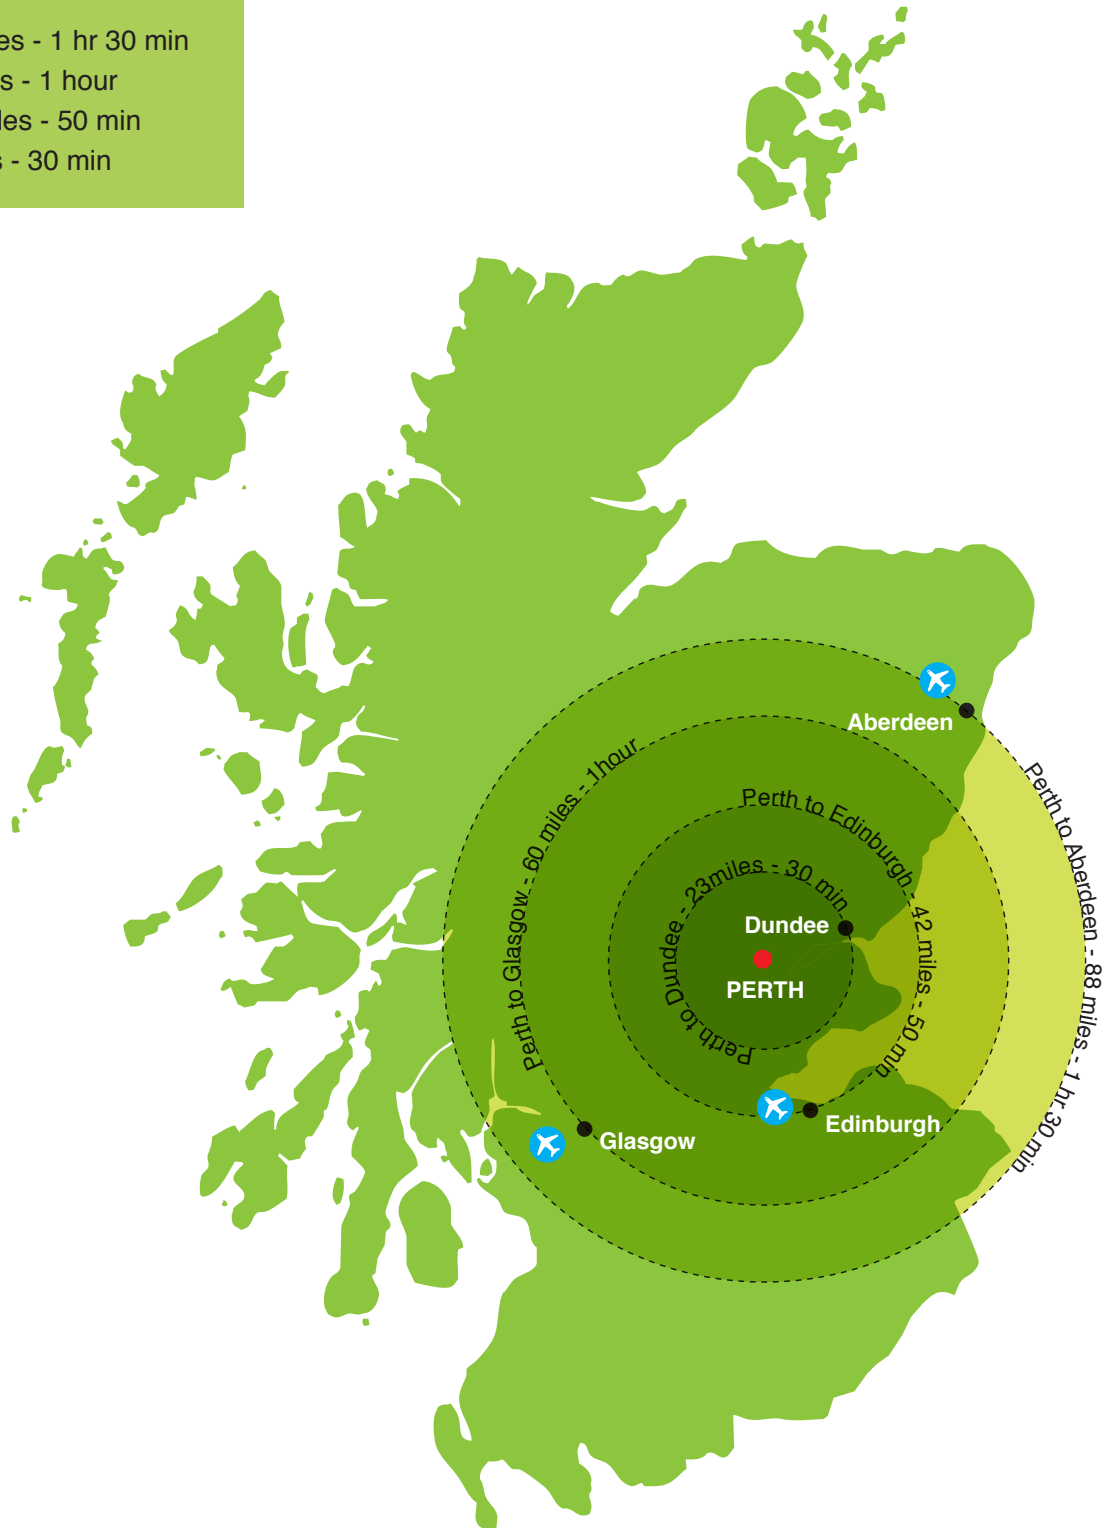 es - 1 hr 30 min
s - 1 hour
les - 50 min
s - 30 min
Aberdeen
Perth to Aberdeen - 88 miles - 1 hr 30 min
Perth to Glasgow - 60 miles - 1hour
Perth to Edinburgh - 42 miles - 50 min
Perth to Dundee - 23miles - 30 min
Dundee
PERTH
Edinburgh
Glasgow